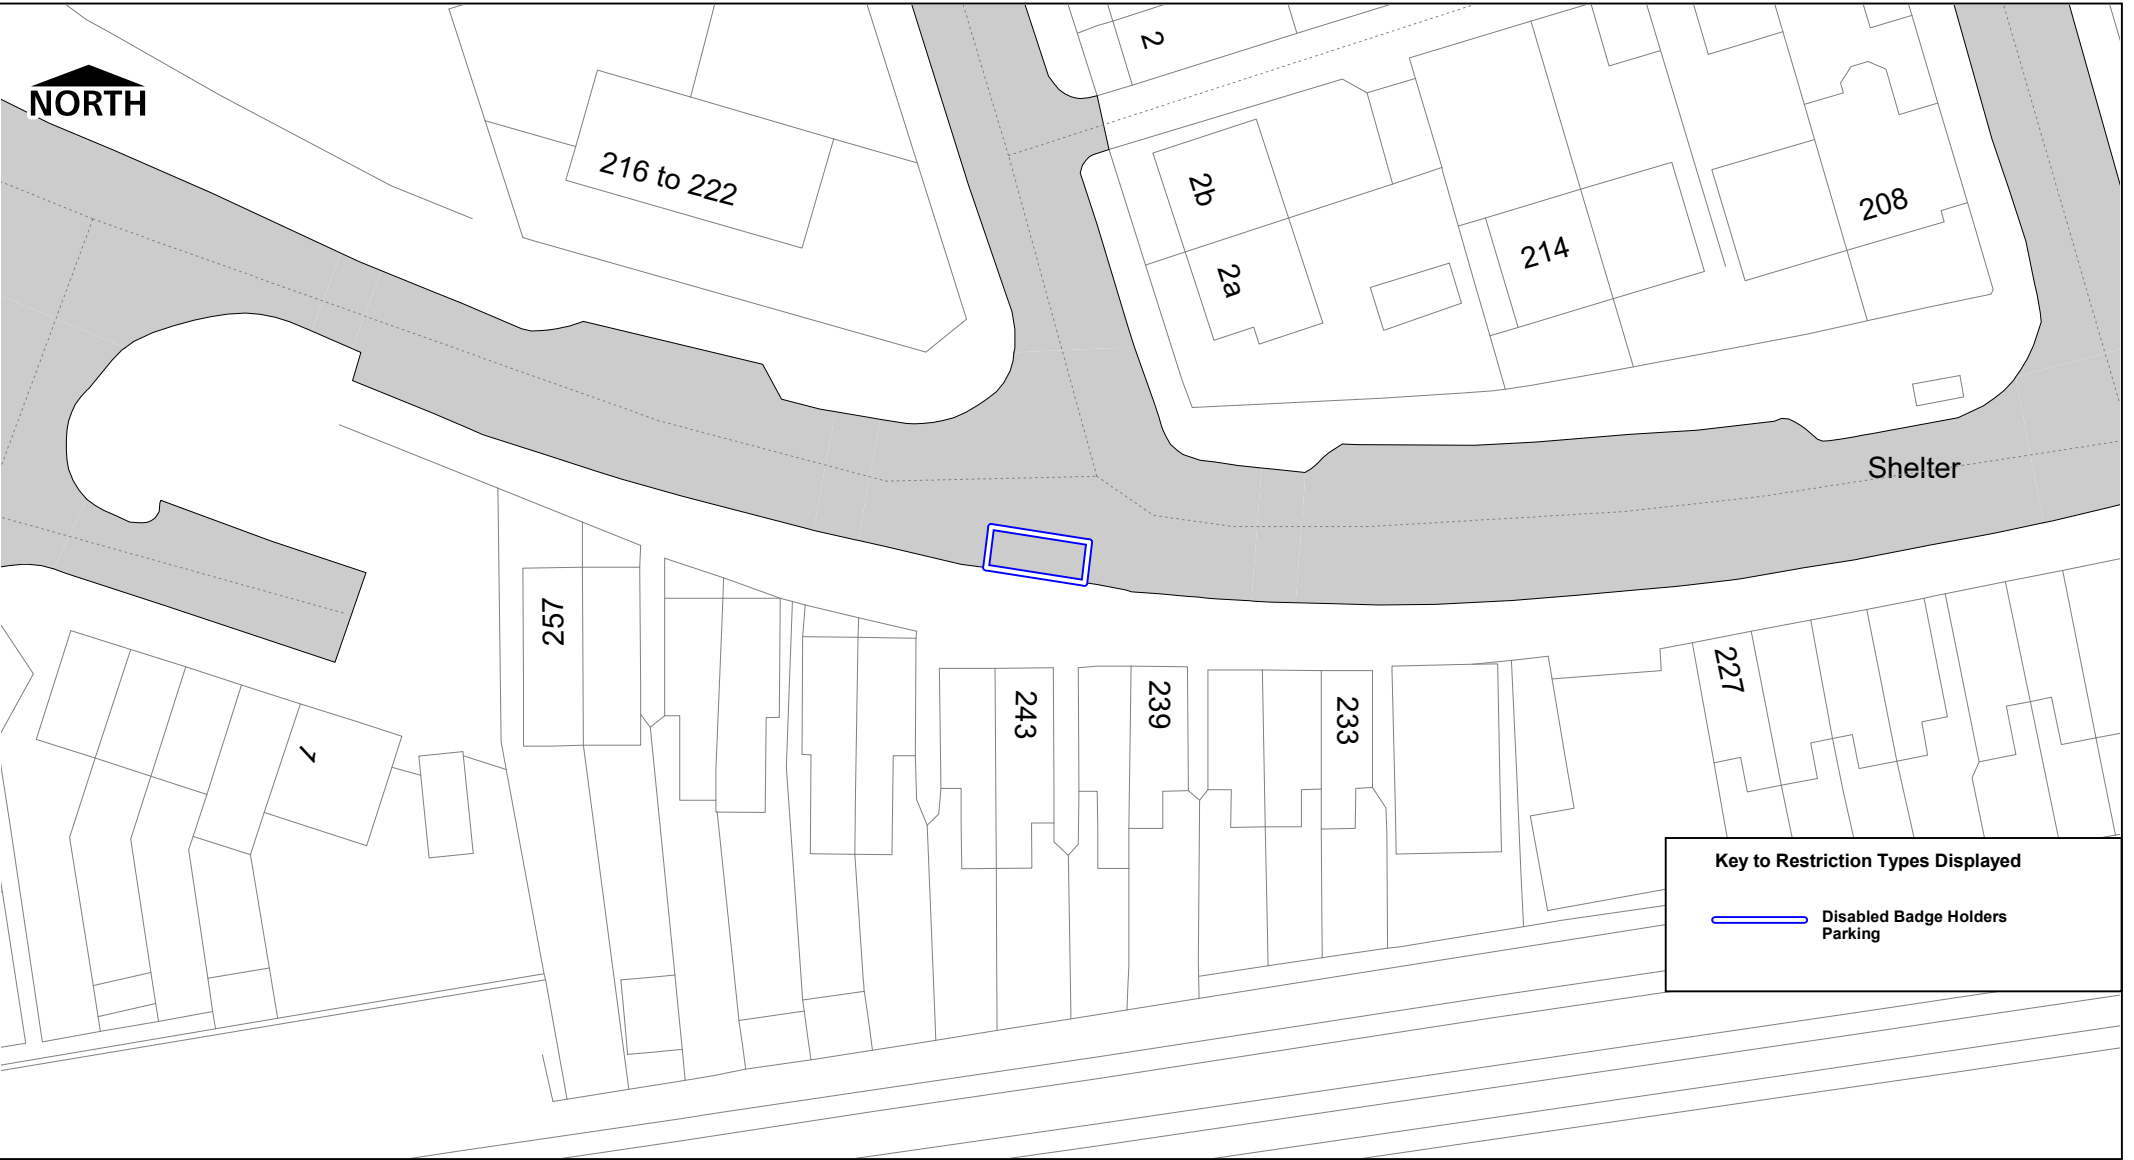 2
NORTH
216 to 222
2b
208
214
2a
Shelter
257
227
243
239
233
1
Key to Restriction Types Displayed
Disabled Badge Holders
Parking